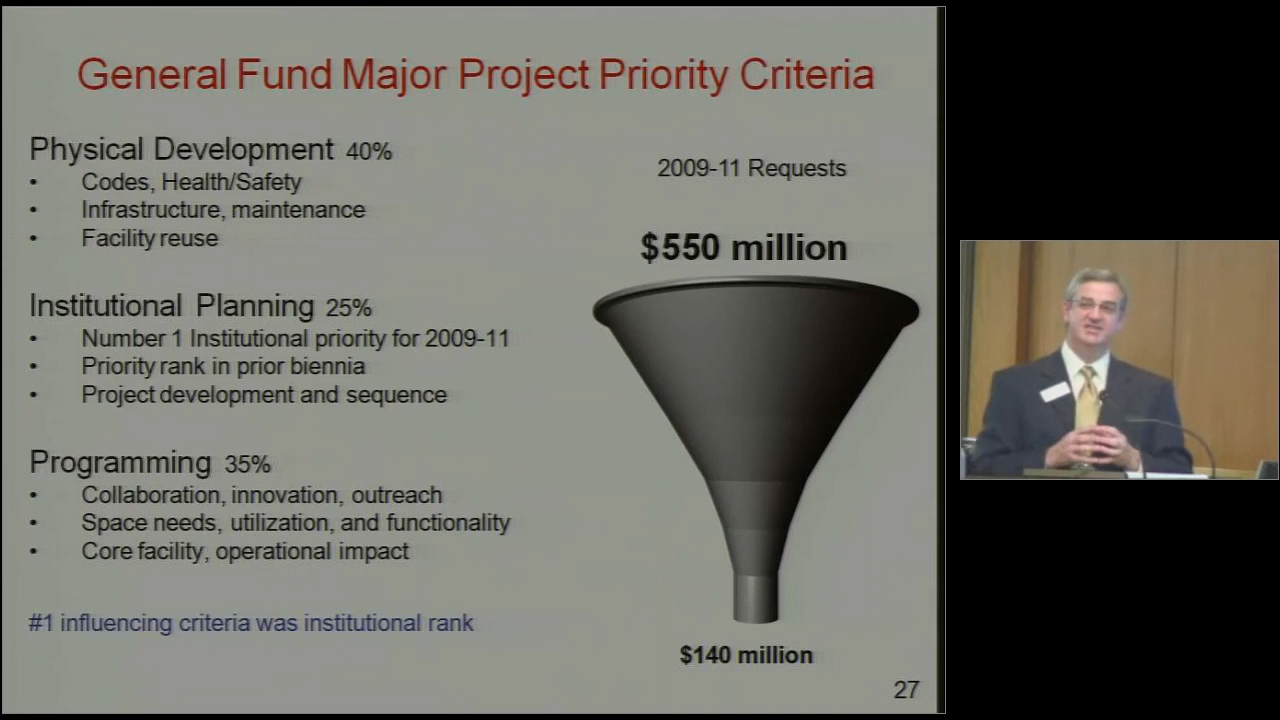 General Fund Major Project Priority Criteria
Physical Development 40%
• Codes, Health/Safety
• Infrastructure, maintenance
• Facility reuse
Institutional Planning 25%
• Number 1 Institutional priority for 2009-11
• Priority rank in prior biennia
• Project development and sequence
Programming 35%
• Collaboration, innovation, outreach
• Space needs, utilization, and functionality
• Core facility, operational impact
#1 influencing criteria was institutional rank
2009-11 Requests
$550 million
$140 million
27